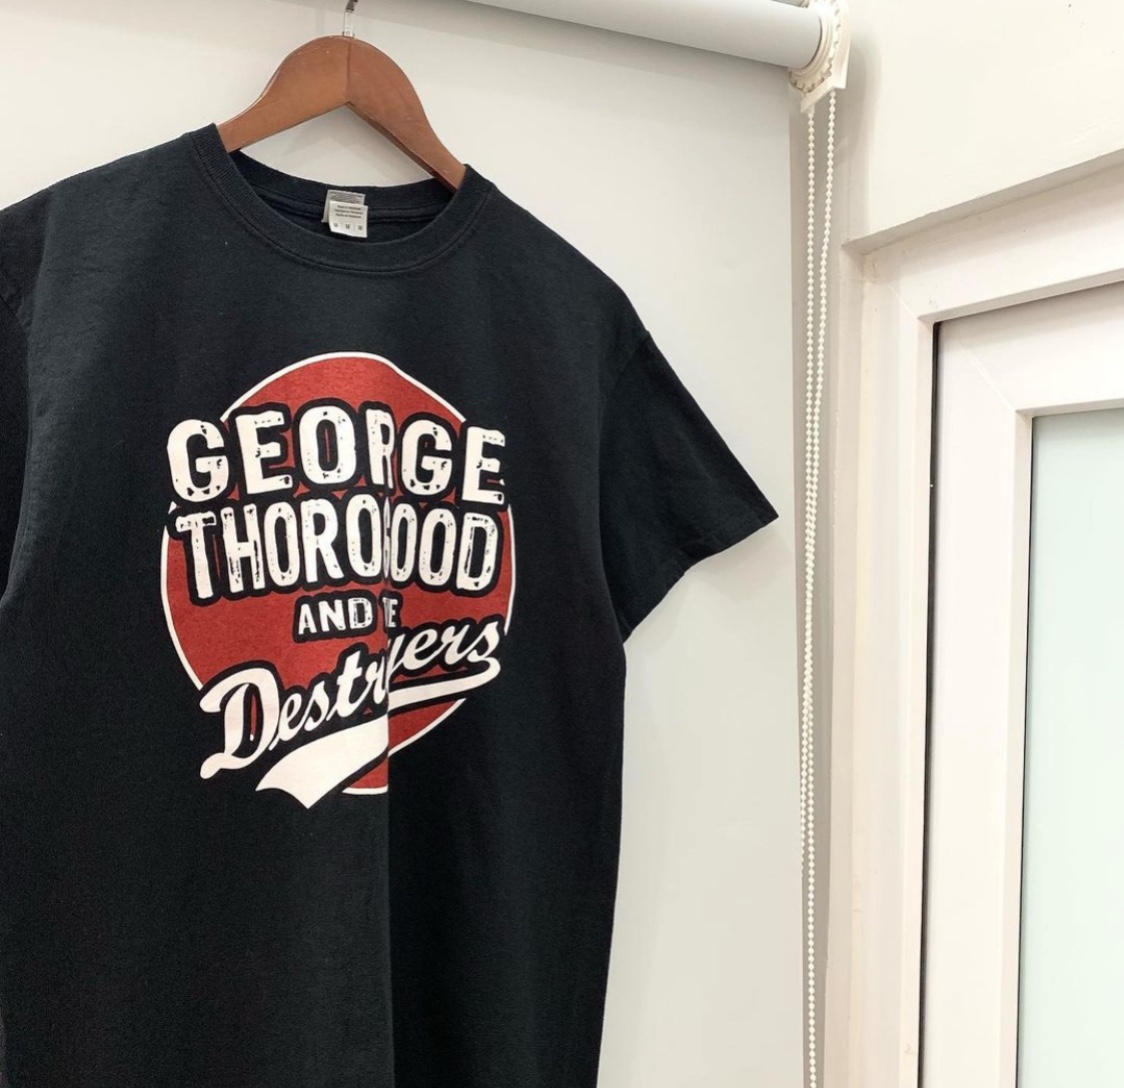 GEORGE
THOROGOOD
AND THE
Destroyers
M M M